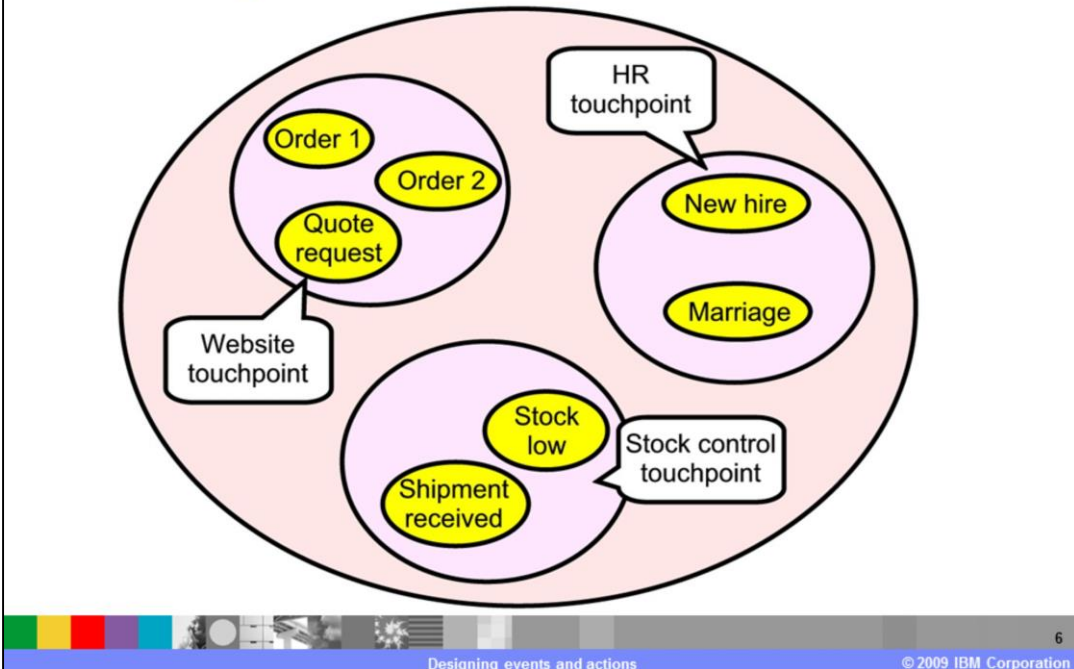 HR
touchpoint
Order 1
Order 2
Quote
request
New hire
Marriage
Website
touchpoint
Stock
low
Stock control
touchpoint
Shipment
received
6
Designing events and actions
© 2009 IBM Corporation